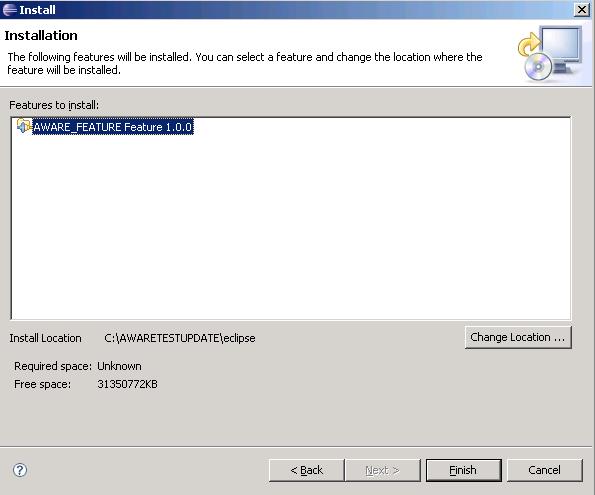 Install
Installation
The following features will be installed. You can select a feature and change the location where the
feature will be installed.
Features to install:
AWARE_FEATURE Feature 1.0.0
Install Location C:\AWARETESTUPDATE\eclipse
Change Location ...
Required space: Unknown
Free space: 31350772KB
? < Back Next > Finish Cancel